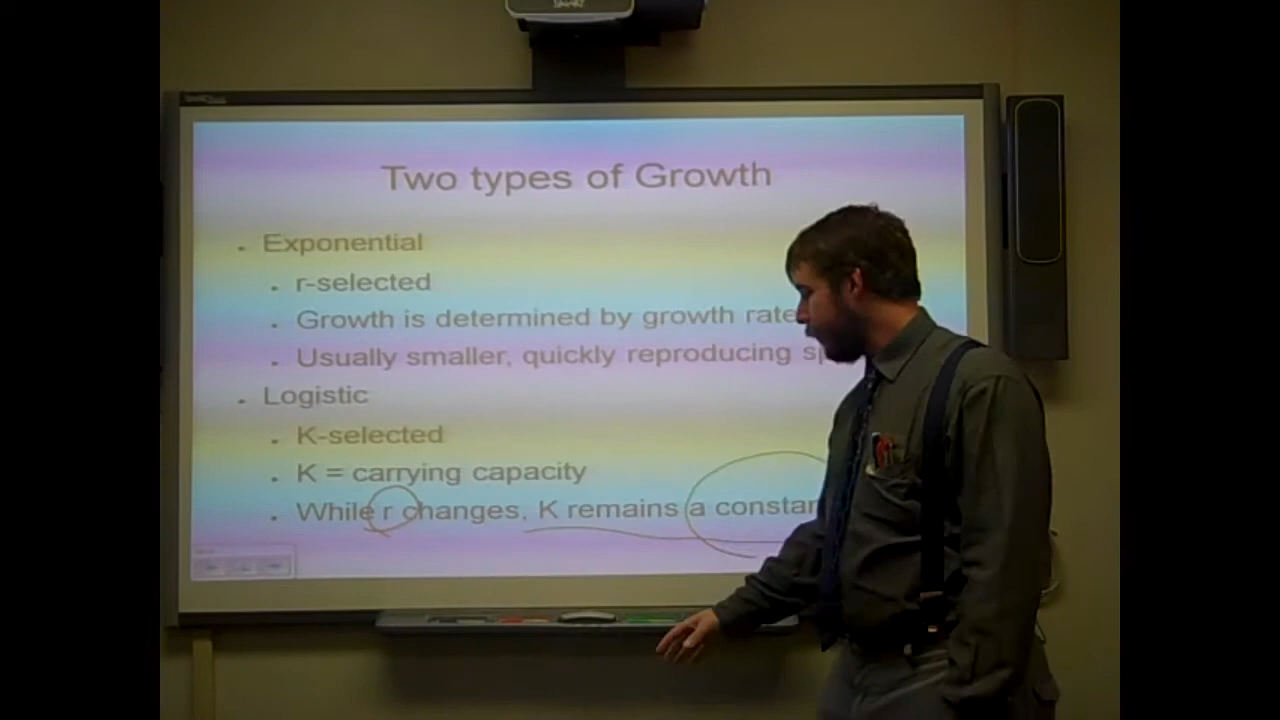 Two types of Growth
. Exponential
. r-selected
. Growth is determined by growth rate
. Usually smaller, quickly reproducing
. Logistic
. K-selected
. K = carrying capacity
. While r changes, K remains a constan